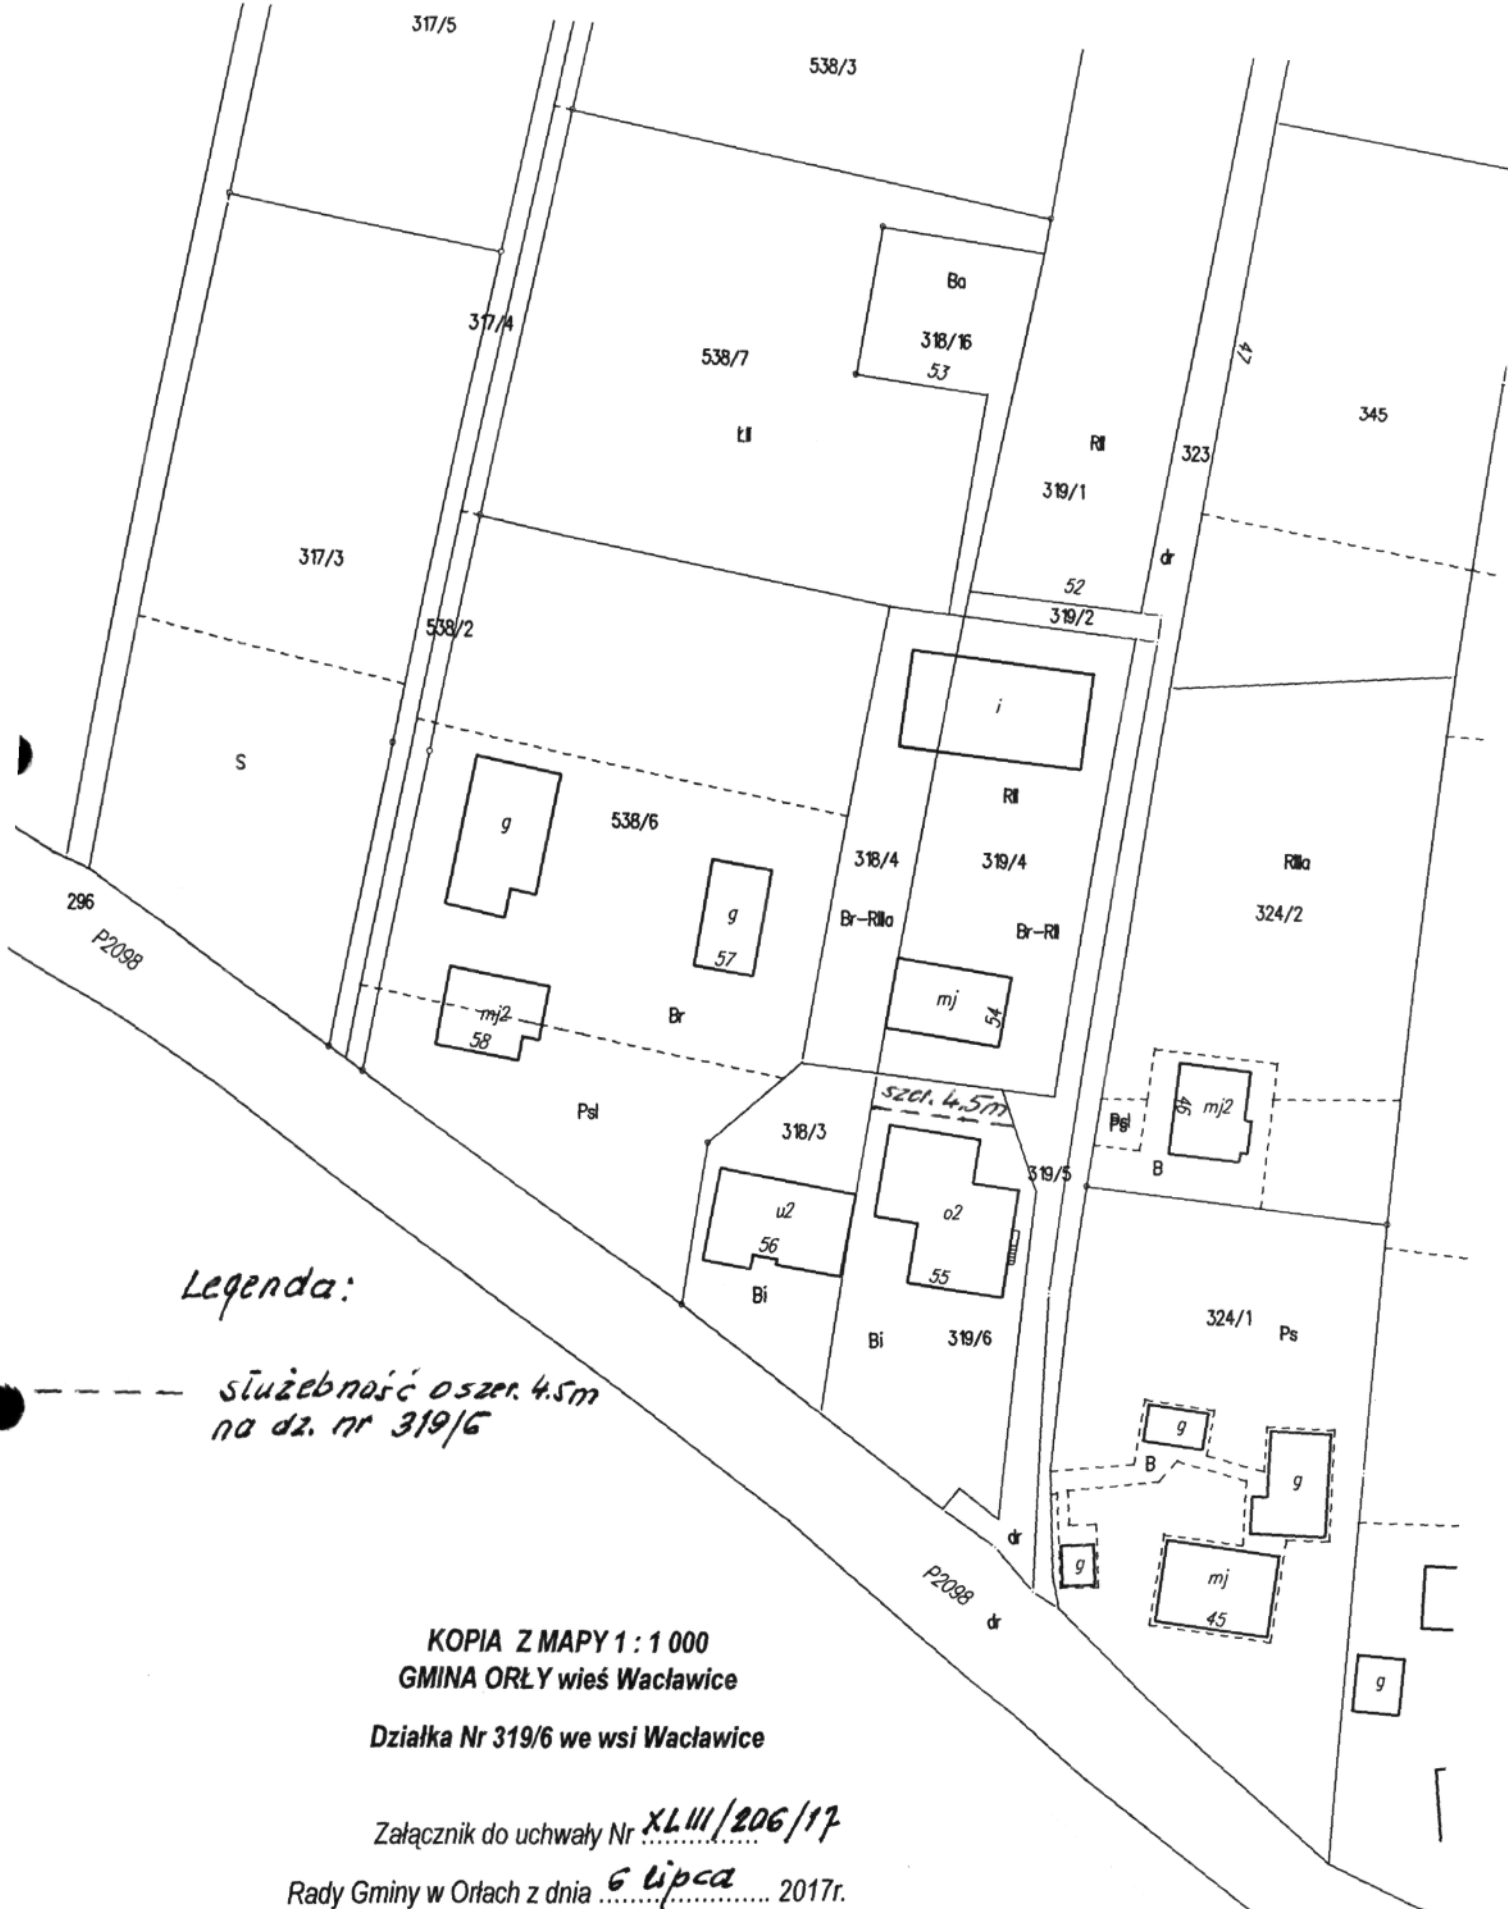 317/5
538/3
Ba
318/16
53
317/4
538/7
47
345
ŁII
RII
323
319/1
317/3
dr
52
319/2
538/2
i
S
RII
g
538/6
318/4
319/4
RIIIa
296
g
Br-RIIIa
Br-RII
324/2
P2098
57
mj
54
mj2
58
Br
szer. 4.5m
46
mj2
PsI
318/3
B
319/5
u2
o2
56
55
Bi
Legenda:
324/1
Ps
Bi
319/6
służebność o szer. 4.5m
na dz. nr 319/6
g
B
g
dr
g
mj
45
P2098
dr
g
KOPIA Z MAPY 1 : 1 000
GMINA ORŁY wieś Wacławice
Działka Nr 319/6 we wsi Wacławice
Załącznik do uchwały Nr XLIII/206/17
Rady Gminy w Orłach z dnia 6 lipca 2017r.